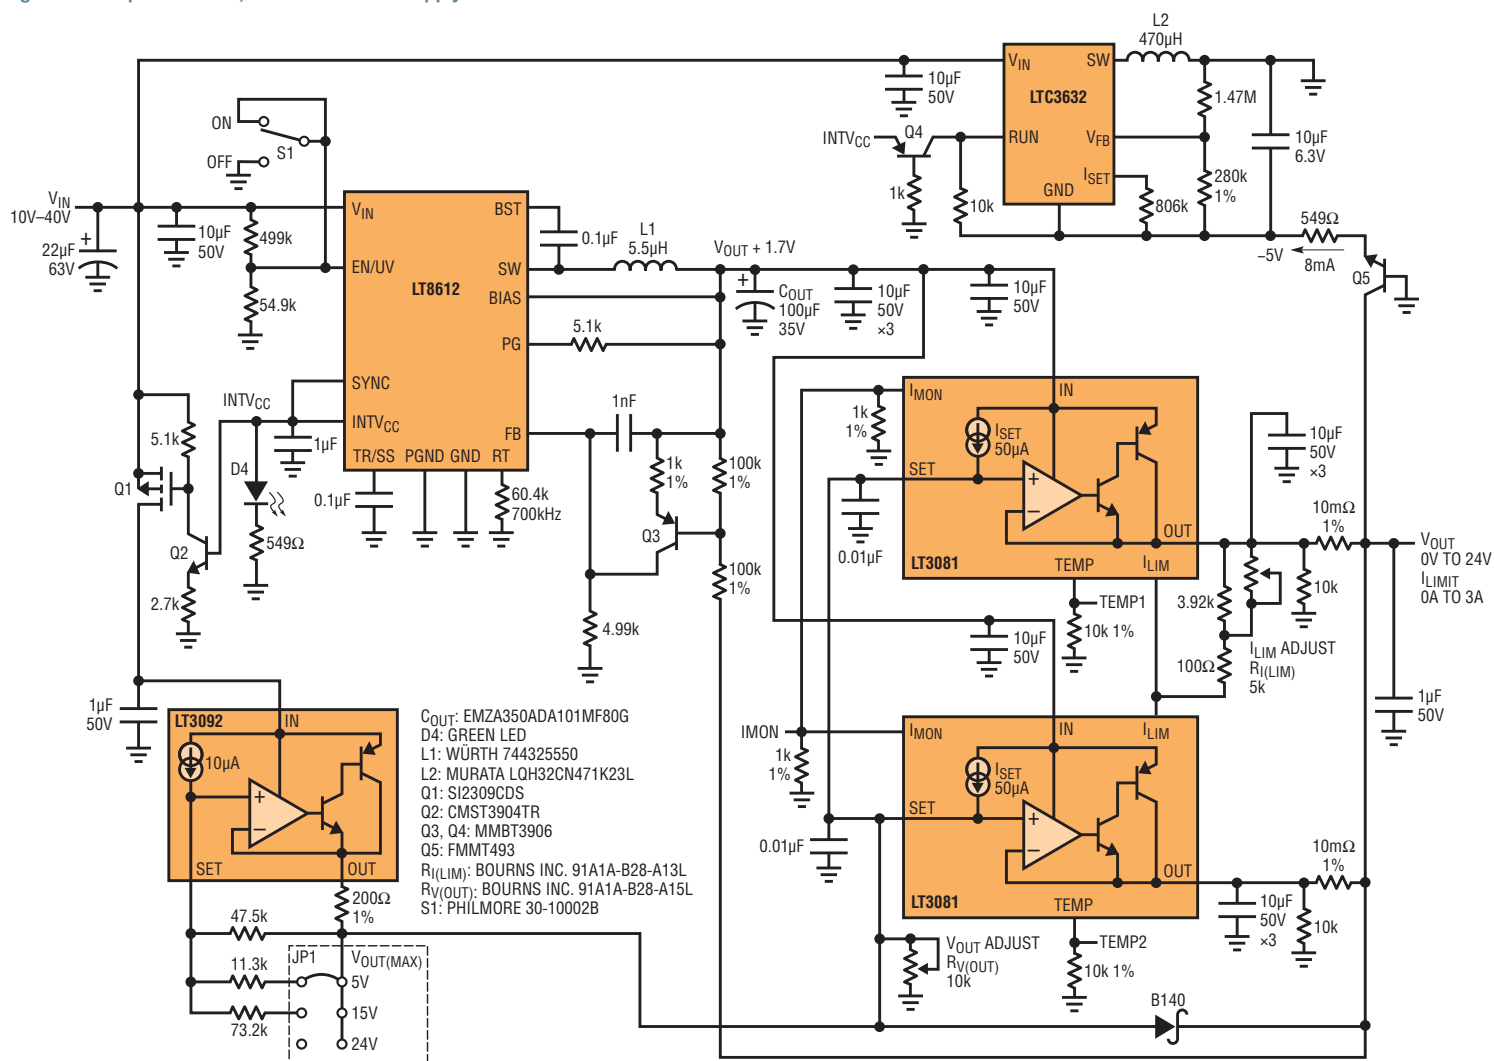 L2
470µH
VIN
SW
10µF
50V
LTC3632
1.47M
ON
S1
OFF
INTVCC
Q4
RUN
VFB
10µF
6.3V
ISET
280k
1%
1k
10k
GND
806k
549Ω
–5V
8mA
Q5
VIN
10V–40V
22µF
63V
+
10µF
50V
499k
54.9k
VIN
BST
0.1µF
L1
5.5µH
VOUT + 1.7V
EN/UV
SW
LT8612
BIAS
+
COUT
100µF
35V
10µF
50V
×3
10µF
50V
5.1k
PG
SYNC
INTVCC
INTVCC
1nF
5.1k
1µF
FB
D4
TR/SS
PGND
GND
RT
1k
1%
100k
1%
Q1
0.1µF
60.4k
700kHz
Q3
Q2
549Ω
100k
1%
2.7k
4.99k
IMON
IN
1k
1%
ISET
50µA
SET
+
–
0.01µF
OUT
LT3081
TEMP
ILIM
10µF
50V
×3
10mΩ
1%
VOUT
0V TO 24V
ILIMIT
0A TO 3A
TEMP1
10k 1%
3.92k
10k
10µF
50V
100Ω
ILIM ADJUST
RI(LIM)
5k
1µF
50V
1µF
50V
LT3092
IN
10µA
+
–
SET
OUT
COUT: EMZA350ADA101MF80G
D4: GREEN LED
L1: WÜRTH 744325550
L2: MURATA LQH32CN471K23L
Q1: SI2309CDS
Q2: CMST3904TR
Q3, Q4: MMBT3906
Q5: FMMT493
RI(LIM): BOURNS INC. 91A1A-B28-A13L
RV(OUT): BOURNS INC. 91A1A-B28-A15L
S1: PHILMORE 30-10002B
IMON
IMON
IN
ILIM
1k
1%
ISET
50µA
SET
+
–
0.01µF
OUT
LT3081
TEMP
10mΩ
1%
10µF
50V
×3
10k
200Ω
1%
47.5k
11.3k
73.2k
JP1
VOUT(MAX)
5V
15V
24V
VOUT ADJUST
RV(OUT)
10k
TEMP2
10k 1%
B140